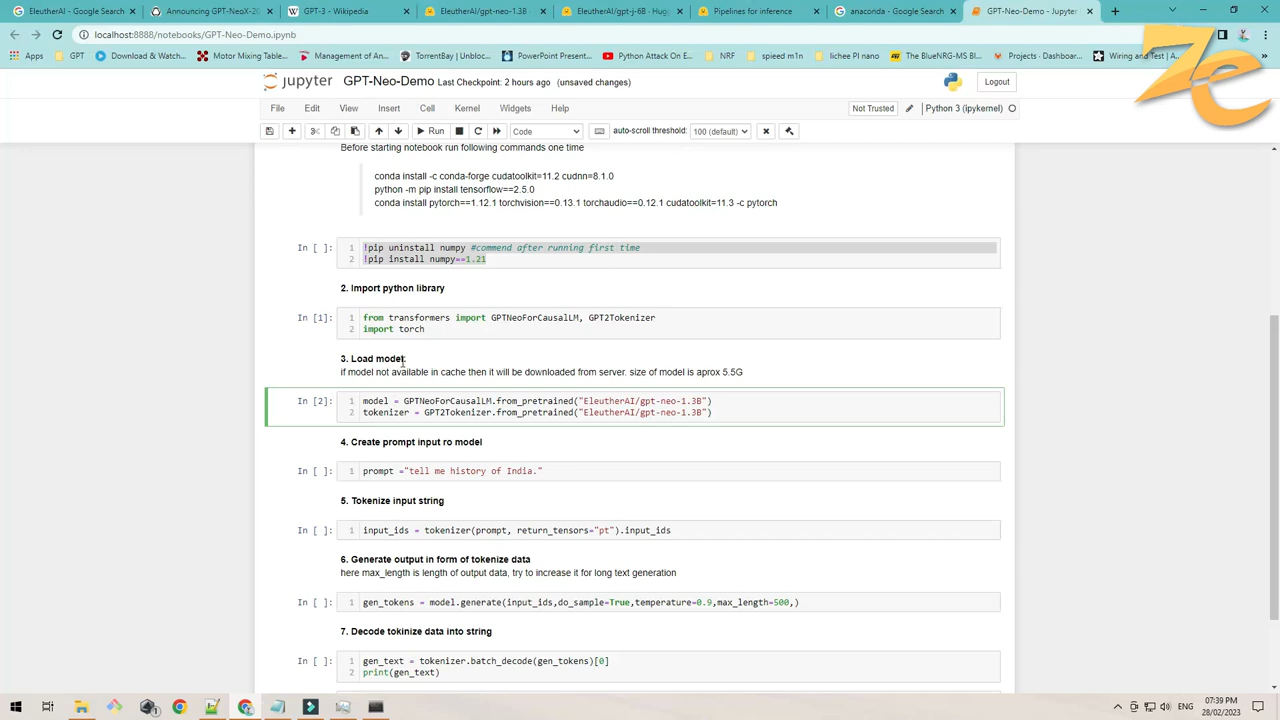 EleutherAI - Google Search
Announcing GPT-NeoX-20
GPT-3 - Wikipedia
EleutherAI/gpt-neo-1.3B
EleutherAI/gpt-j-6B · Hugg
Pipelines for inference
anaconda - Google Search
GPT-Neo-Demo - Jupyter
localhost:8888/notebooks/GPT-Neo-Demo.ipynb
Apps
GPT
Download & Watch...
Motor Mixing Table...
Management of An...
TorrentBay | Unbloc...
PowerPoint Present...
Python Attack On E...
NRF
spieed m1n
lichee PI nano
The BlueNRG-MS Bl...
Projects - Dashboard...
Wiring and Test | A...
ZC
jupyter GPT-Neo-Demo Last Checkpoint: 2 hours ago (unsaved changes)
Logout
File Edit View Insert Cell Kernel Widgets Help
Not Trusted
Python 3 (ipykernel)
Run
Code
auto-scroll threshold:
100 (default)
Before starting notebook run following commands one time
conda install -c conda-forge cudatoolkit=11.2 cudnn=8.1.0
python -m pip install tensorflow==2.5.0
conda install pytorch==1.12.1 torchvision==0.13.1 torchaudio==0.12.1 cudatoolkit=11.3 -c pytorch
In [ ]: 1 !pip uninstall numpy #commend after running first time
2 !pip install numpy==1.21
2. Import python library
In [1]: 1 from transformers import GPTNeoForCausalLM, GPT2Tokenizer
2 import torch
3. Load model:
if model not available in cache then it will be downloaded from server. size of model is aprox 5.5G
In [2]: 1 model = GPTNeoForCausalLM.from_pretrained("EleutherAI/gpt-neo-1.3B")
2 tokenizer = GPT2Tokenizer.from_pretrained("EleutherAI/gpt-neo-1.3B")
4. Create prompt input ro model
In [ ]: 1 prompt ="tell me history of India."
5. Tokenize input string
In [ ]: 1 input_ids = tokenizer(prompt, return_tensors="pt").input_ids
6. Generate output in form of tokenize data
here max_length is length of output data, try to increase it for long text generation
In [ ]: 1 gen_tokens = model.generate(input_ids,do_sample=True,temperature=0.9,max_length=500,)
7. Decode tokinize data into string
In [ ]: 1 gen_text = tokenizer.batch_decode(gen_tokens)[0]
2 print(gen_text)
ENG
07:39 PM
28/02/2023